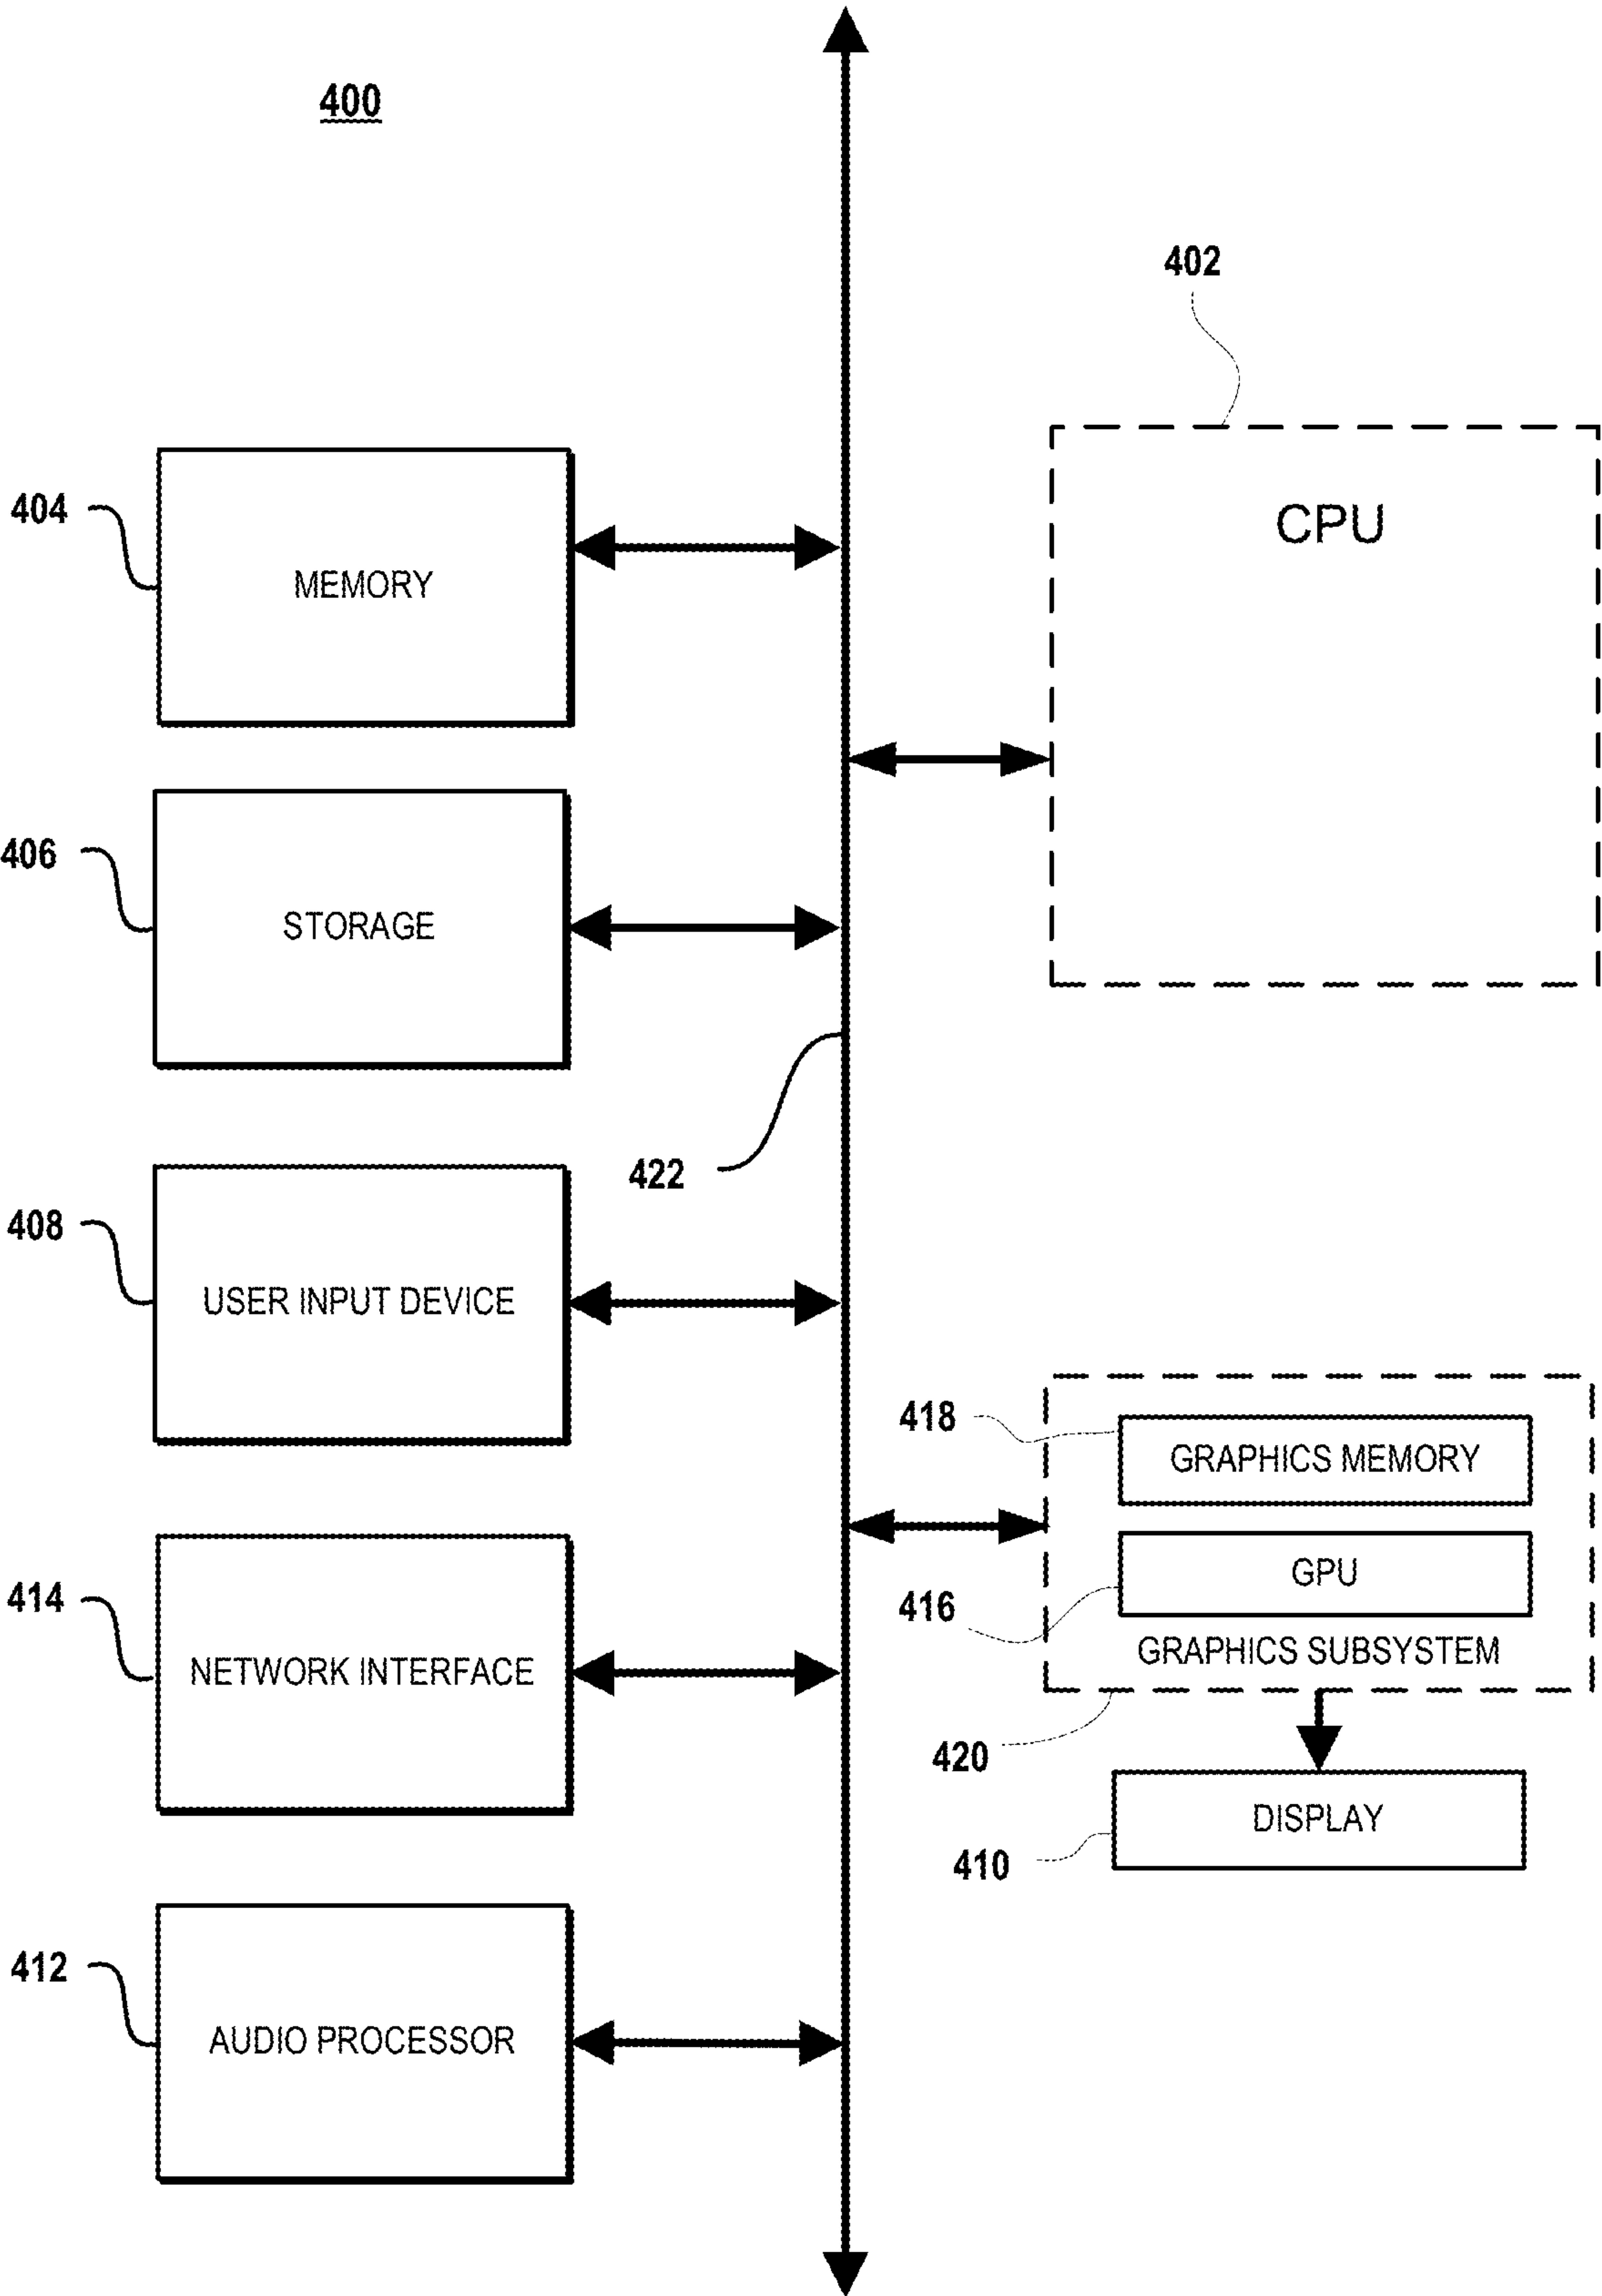 400
402
CPU
404
MEMORY
406
STORAGE
422
408
USER INPUT DEVICE
418
GRAPHICS MEMORY
GPU
416
GRAPHICS SUBSYSTEM
414
NETWORK INTERFACE
420
DISPLAY
410
412
AUDIO PROCESSOR